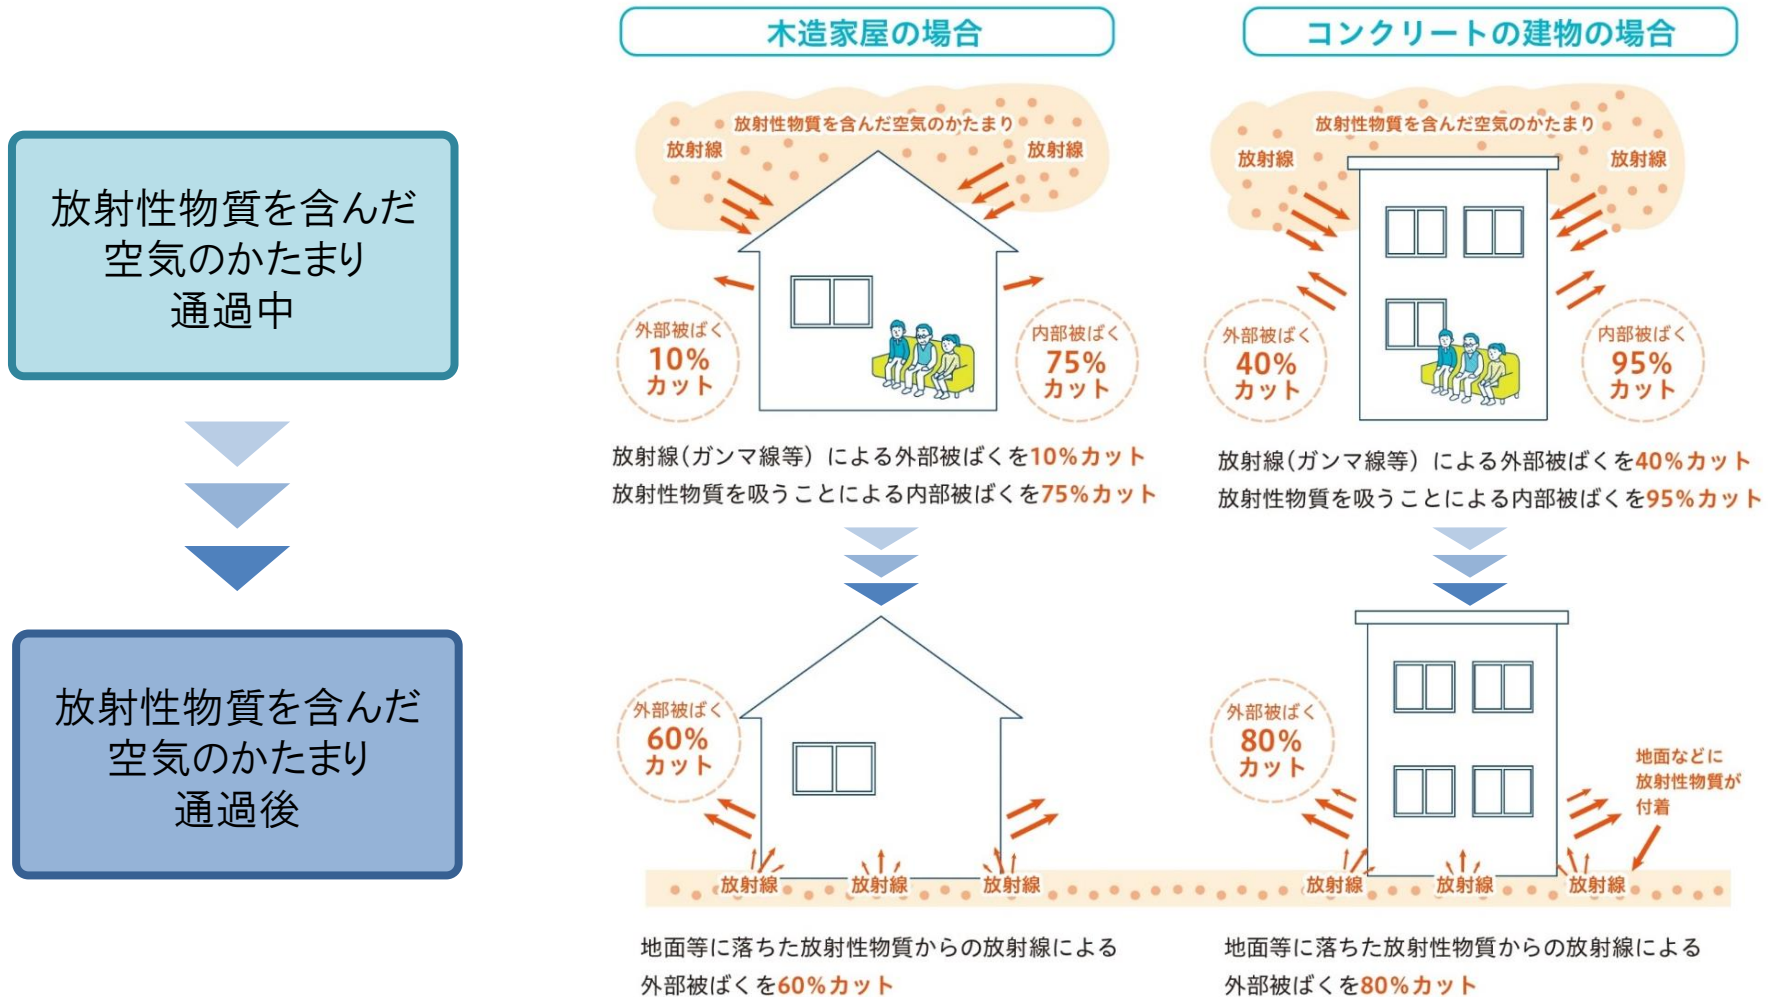 木造家屋の場合
コンクリートの建物の場合
放射性物質を含んだ
空気のかたまり
通過中
放射性物質を含んだ空気のかたまり
放射線
放射線
外部被ばく
10%
カット
内部被ばく
75%
カット
放射線(ガンマ線等)による外部被ばくを10%カット
放射性物質を吸うことによる内部被ばくを75%カット
放射性物質を含んだ空気のかたまり
放射線
放射線
外部被ばく
40%
カット
内部被ばく
95%
カット
放射線(ガンマ線等)による外部被ばくを40%カット
放射性物質を吸うことによる内部被ばくを95%カット
放射性物質を含んだ
空気のかたまり
通過後
外部被ばく
60%
カット
放射線
放射線
放射線
地面等に落ちた放射性物質からの放射線による
外部被ばくを60%カット
外部被ばく
80%
カット
地面などに
放射性物質が
付着
放射線
放射線
放射線
地面等に落ちた放射性物質からの放射線による
外部被ばくを80%カット